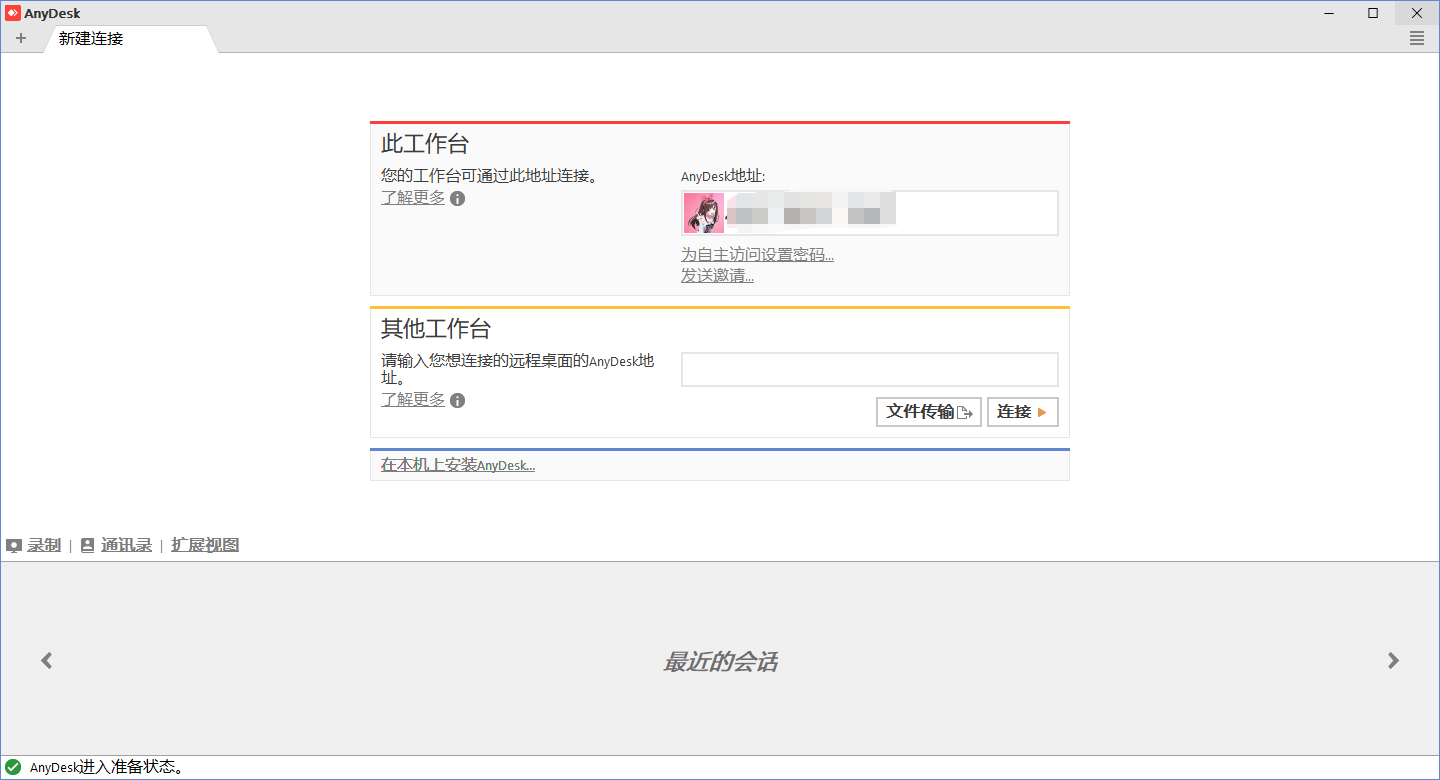 AnyDesk
新建连接
此工作台
您的工作台可通过此地址连接。
了解更多
AnyDesk地址:
为自主访问设置密码...
发送邀请...
其他工作台
请输入您想连接的远程桌面的AnyDesk地
址。
了解更多
文件传输
连接
在本机上安装AnyDesk...
录制 | 通讯录 | 扩展视图
最近的会话
AnyDesk进入准备状态。